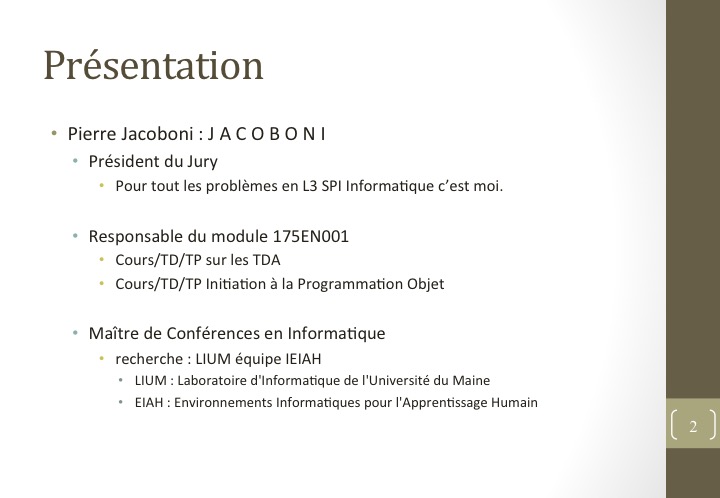 Présentation
• Pierre Jacoboni : J A C O B O N I
• Président du Jury
• Pour tout les problèmes en L3 SPI Informatique c’est moi.
• Responsable du module 175EN001
• Cours/TD/TP sur les TDA
• Cours/TD/TP Initiation à la Programmation Objet
• Maître de Conférences en Informatique
• recherche : LIUM équipe IEIAH
• LIUM : Laboratoire d'Informatique de l'Université du Maine
• EIAH : Environnements Informatiques pour l'Apprentissage Humain
2